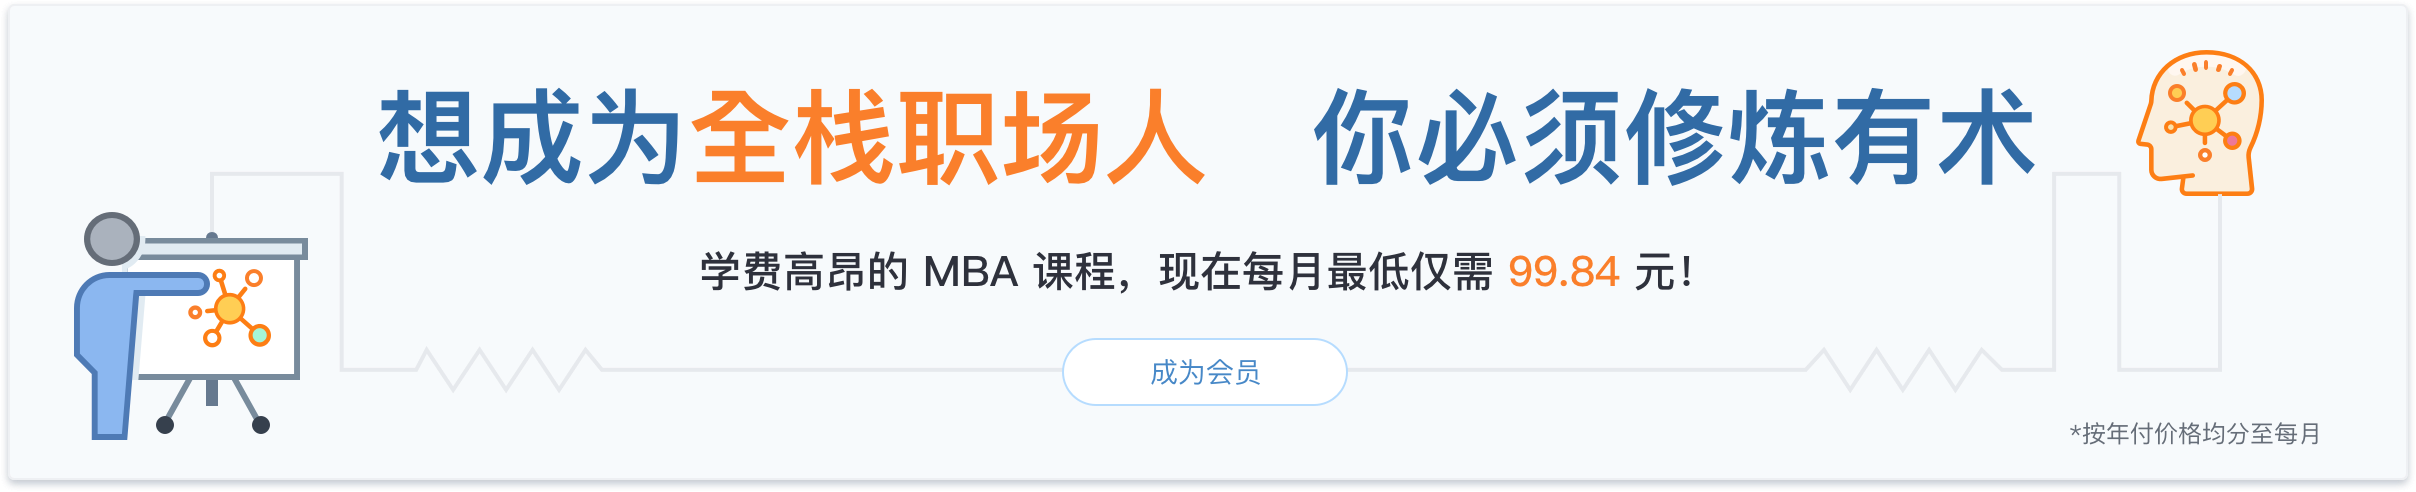 想成为全栈职场人　你必须修炼有术
学费高昂的 MBA 课程，现在每月最低仅需 99.84 元！
成为会员
*按年付价格均分至每月